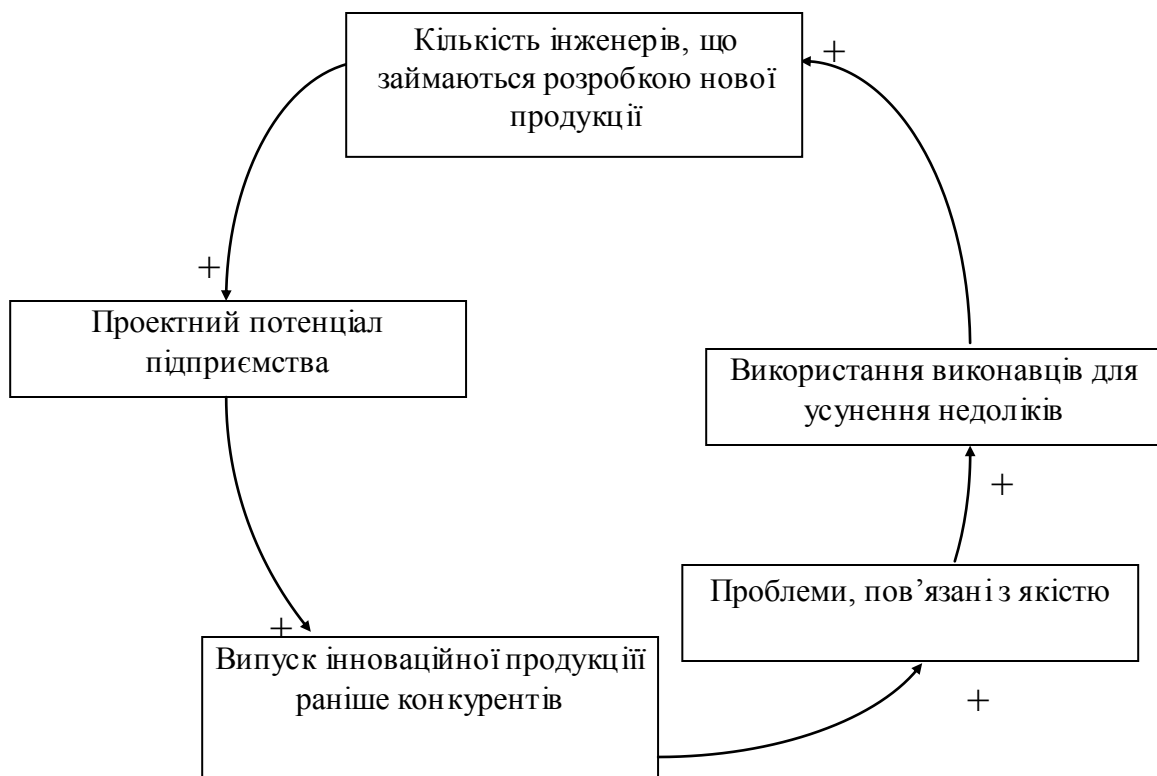 Кількість інженерів, що
займаються розробкою нової
продукції
+
+
Проектний потенціал
підприємства
Використання виконавців для
усунення недоліків
+
Проблеми, пов’язані з якістю
+
Випуск інноваційної продукціїї
раніше конкурентів
+